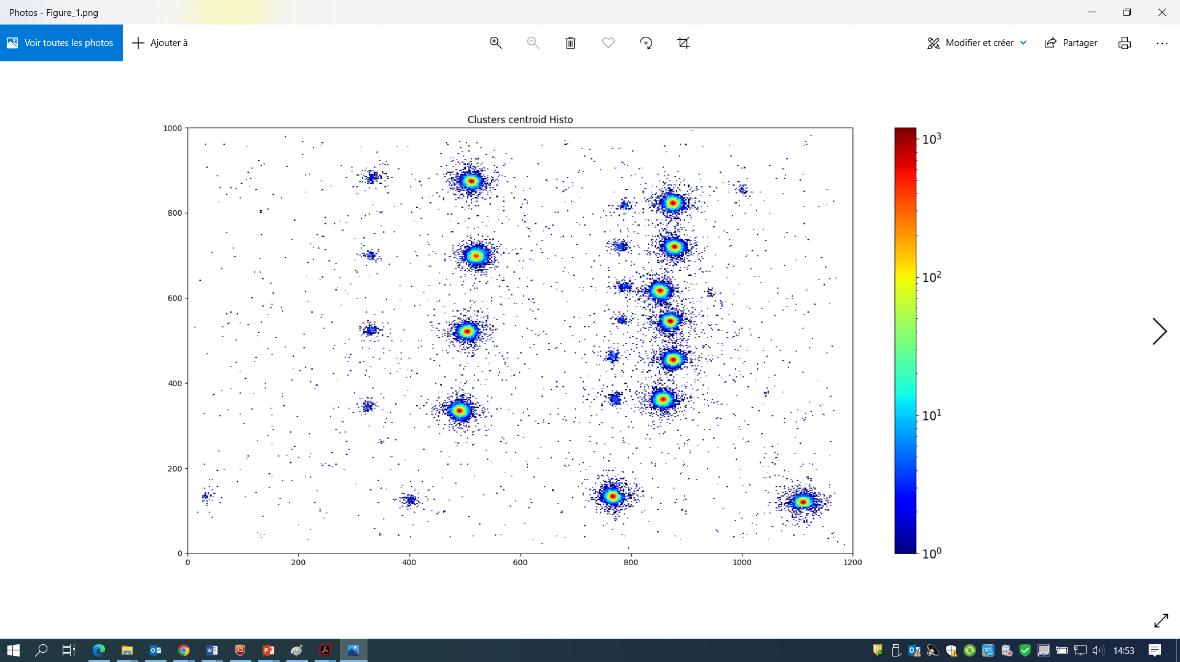 Photos - Figure_1.png
Voir toutes les photos
Ajouter à
Modifier et créer
Partager
Clusters centroid Histo
1000
800
600
400
200
0
0 200 400 600 800 1000 1200
10³
10²
10¹
10⁰
14:53